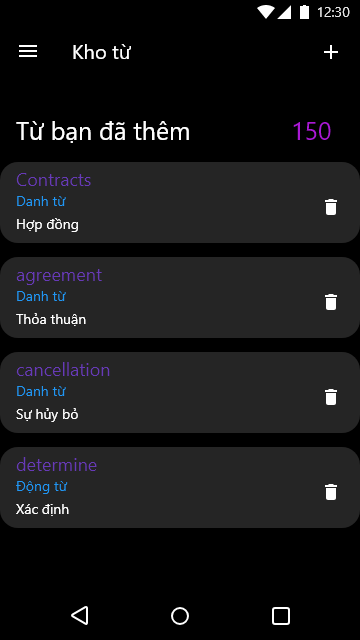 12:30
Kho từ
Từ bạn đã thêm 150
Contracts
Danh từ
Hợp đồng
agreement
Danh từ
Thỏa thuận
cancellation
Danh từ
Sự hủy bỏ
determine
Động từ
Xác định